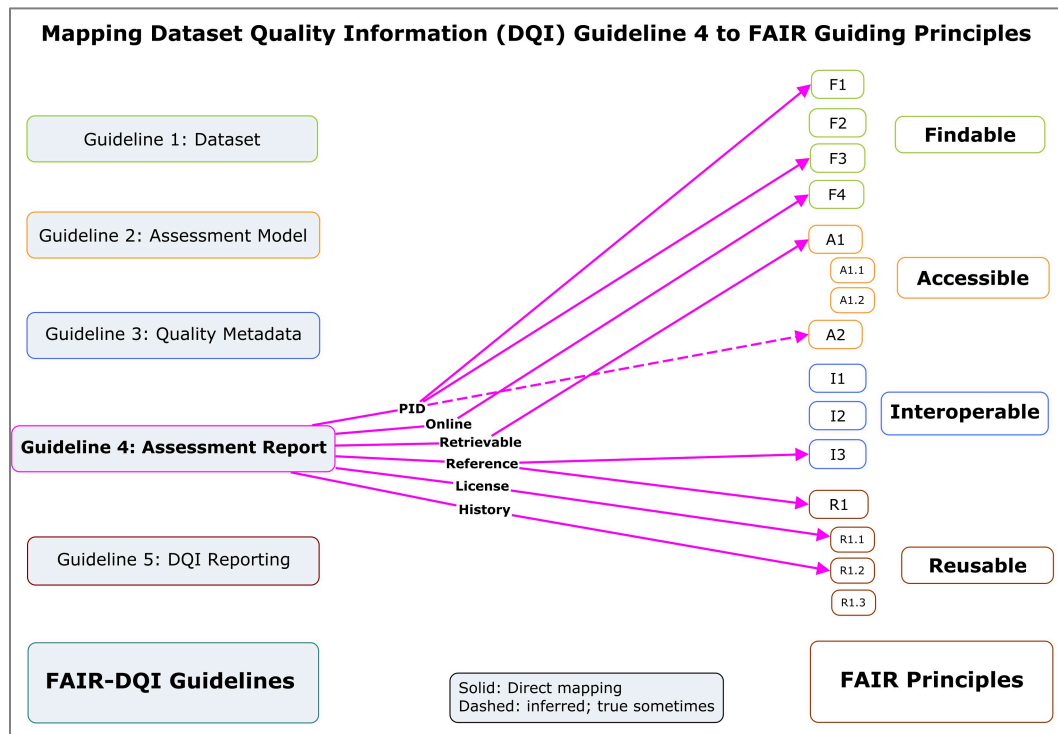 Mapping Dataset Quality Information (DQI) Guideline 4 to FAIR Guiding Principles
Guideline 1: Dataset
Guideline 2: Assessment Model
Guideline 3: Quality Metadata
Guideline 4: Assessment Report
Guideline 5: DQI Reporting
FAIR-DQI Guidelines
PID
Online
Retrievable
Reference
License
History
Solid: Direct mapping
Dashed: inferred; true sometimes
F1
F2
F3
F4
A1
A1.1
A1.2
A2
I1
I2
I3
R1
R1.1
R1.2
R1.3
Findable
Accessible
Interoperable
Reusable
FAIR Principles